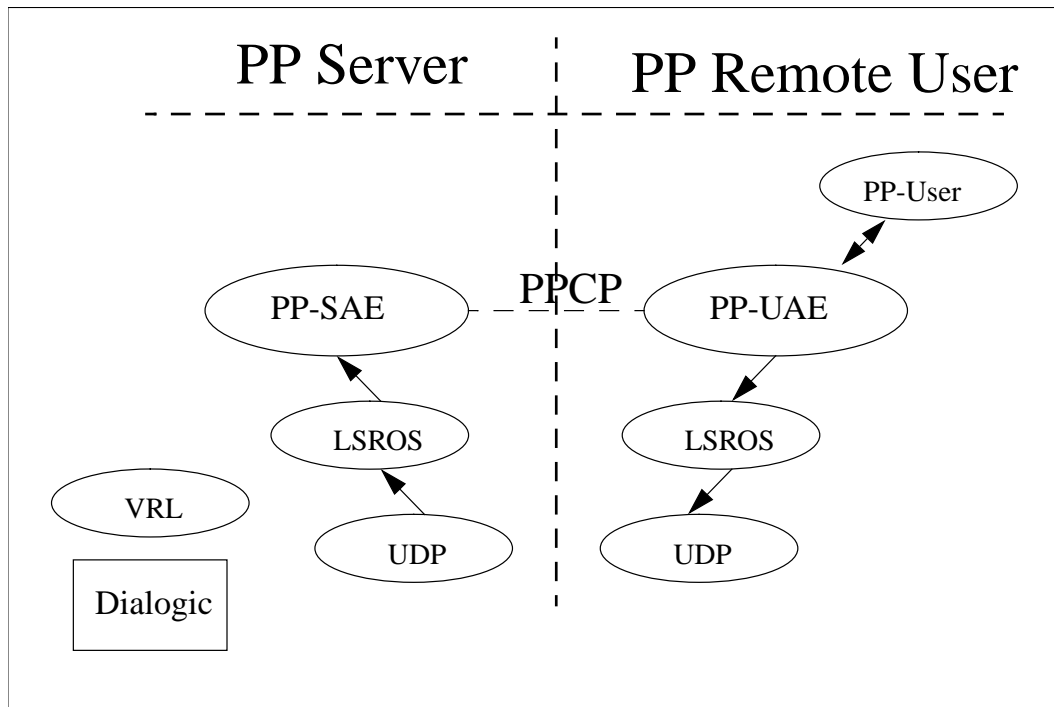 PP Server
PP Remote User
PP-User
PPCP
PP-SAE
PP-UAE
LSROS
LSROS
VRL
UDP
UDP
Dialogic